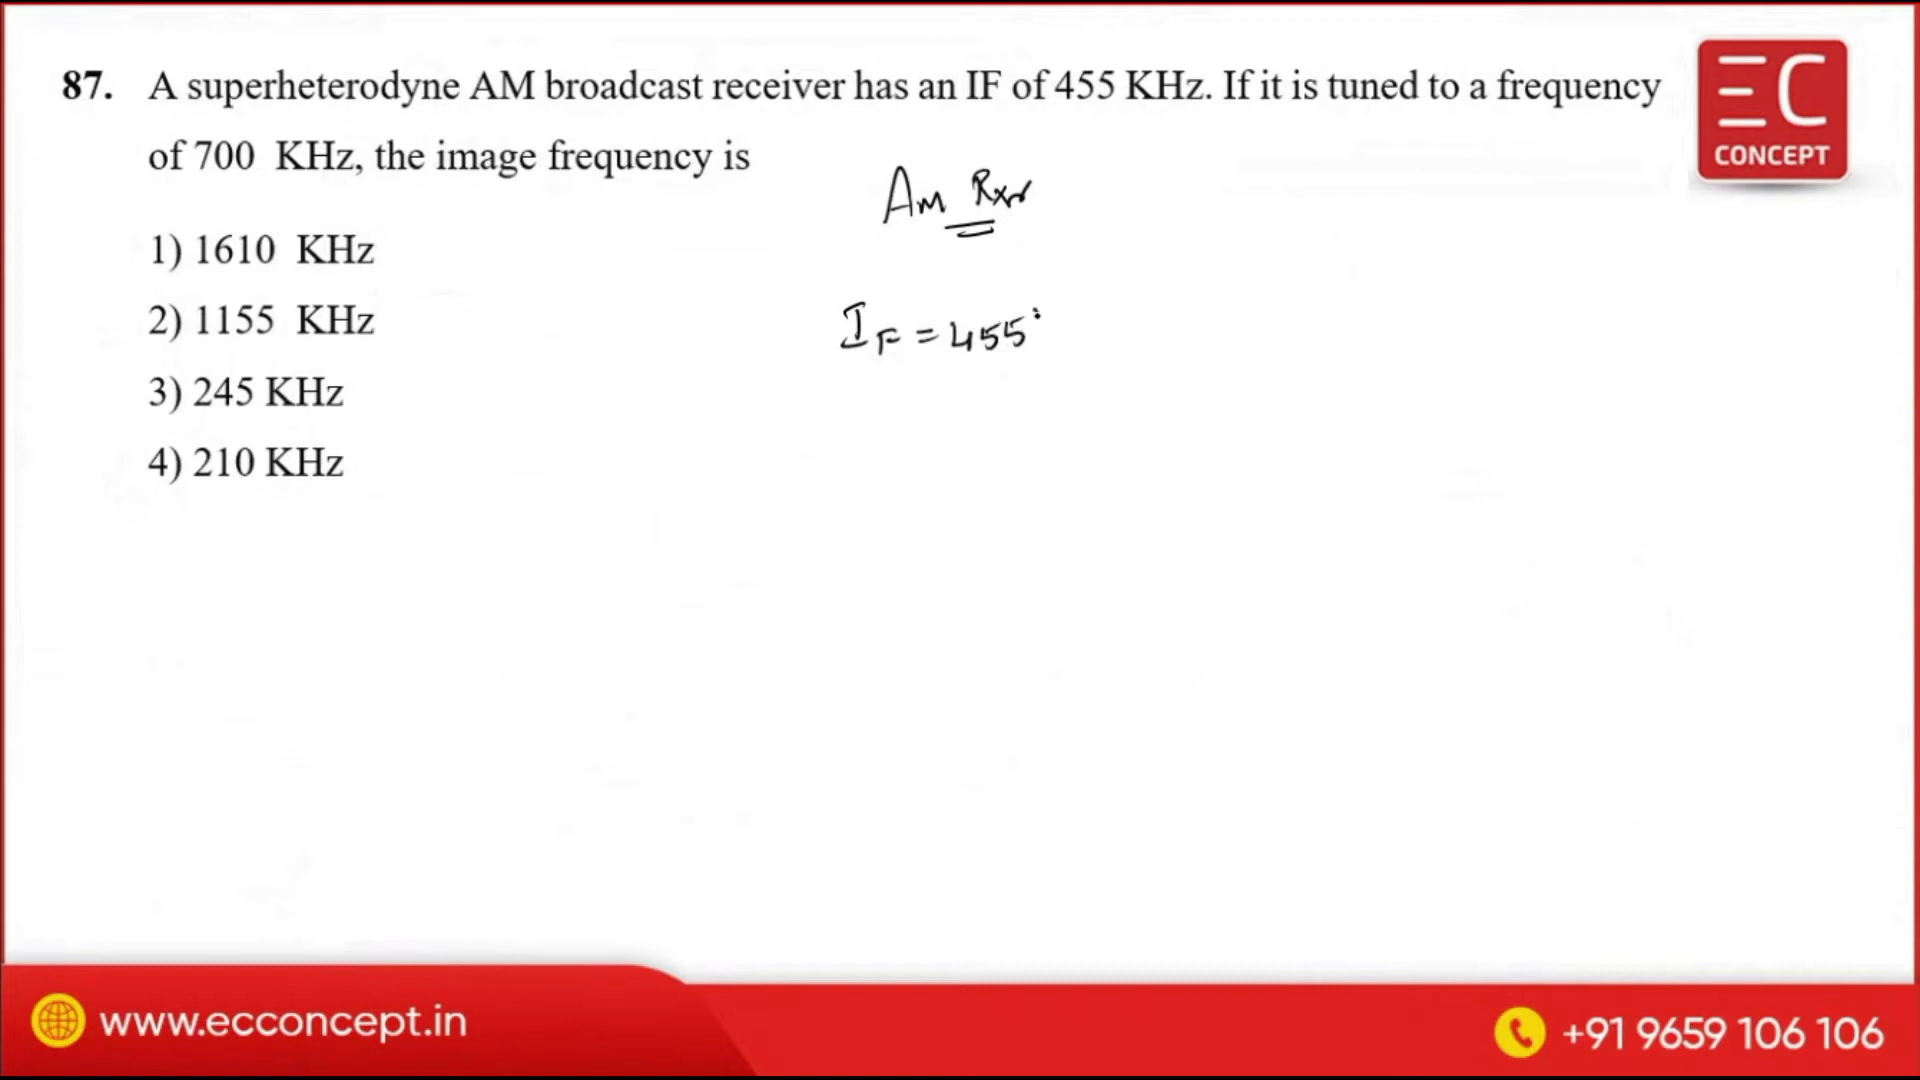 87. A superheterodyne AM broadcast receiver has an IF of 455 KHz. If it is tuned to a frequency
of 700 KHz, the image frequency is
1) 1610 KHz
2) 1155 KHz
3) 245 KHz
4) 210 KHz
Am Rxr
IF = 455
EC
CONCEPT
www.ecconcept.in
+91 9659 106 106